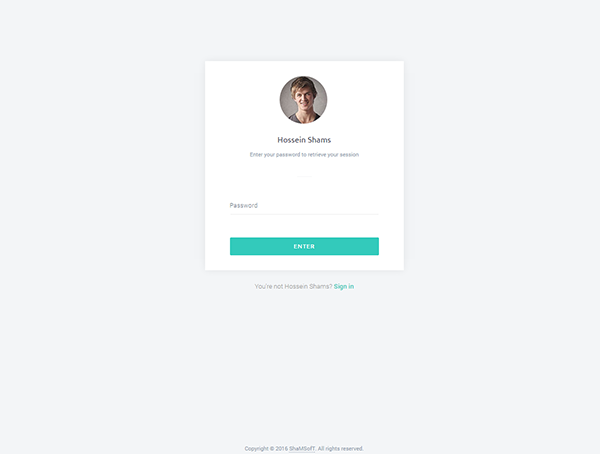 Hossein Shams
Enter your password to retrieve your session
Password
ENTER
You're not Hossein Shams? Sign in
Copyright © 2016 ShaMSofT. All rights reserved.